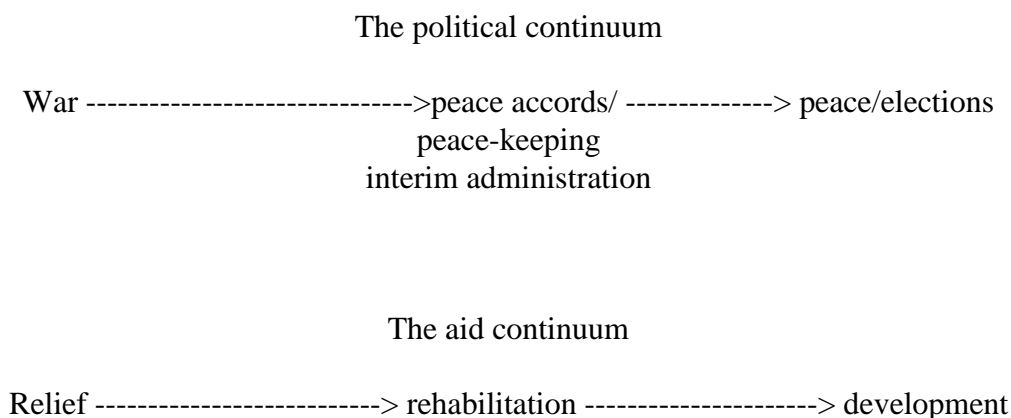 The political continuum
War ------------------------------->peace accords/ --------------> peace/elections
peace-keeping
interim administration
The aid continuum
Relief ---------------------------> rehabilitation ----------------------> development